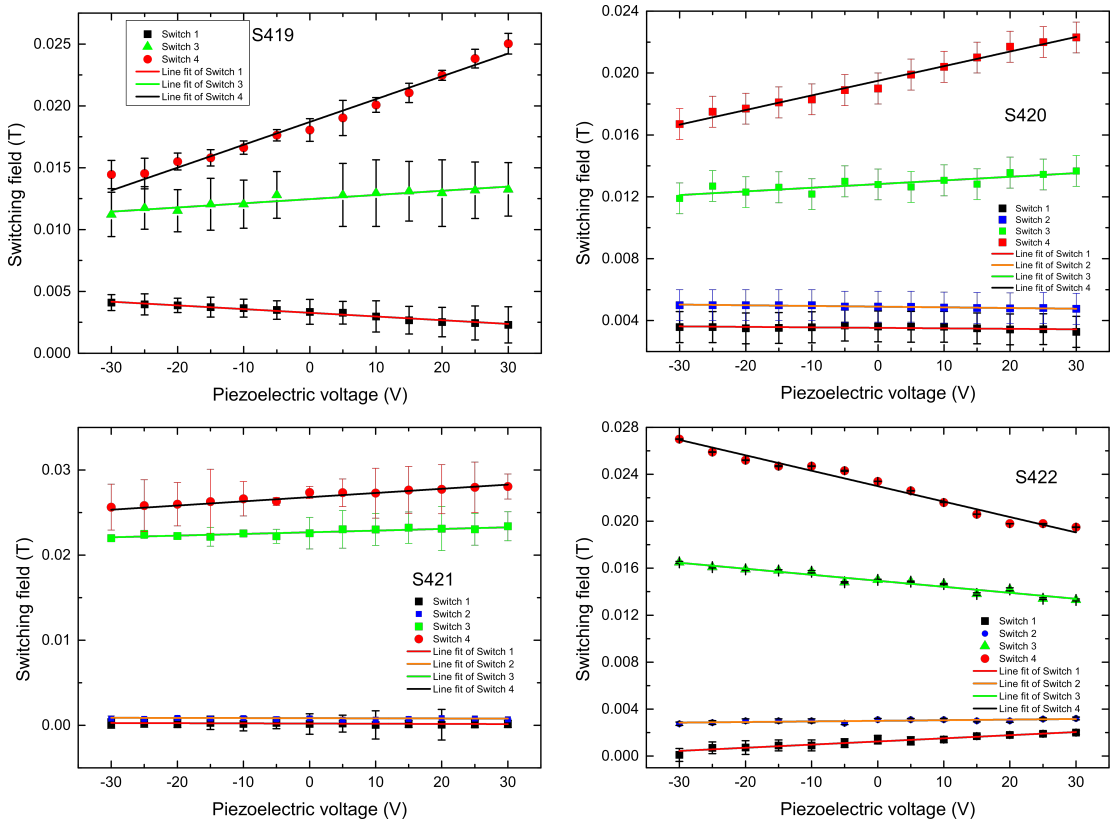 S419
Switch 1
Switch 3
Switch 4
Line fit of Switch 1
Line fit of Switch 3
Line fit of Switch 4
0.025
0.020
0.015
0.010
0.005
0.000
Switching field (T)
-30 -20 -10 0 10 20 30
Piezoelectric voltage (V)
S420
0.024
0.020
0.016
0.012
0.008
0.004
Switching field (T)
Switch 1
Switch 2
Switch 3
Switch 4
Line fit of Switch 1
Line fit of Switch 2
Line fit of Switch 3
Line fit of Switch 4
-30 -20 -10 0 10 20 30
Piezoelectric voltage (V)
0.03
0.02
0.01
0.00
Switching field (T)
S421
Switch 1
Switch 2
Switch 3
Switch 4
Line fit of Switch 1
Line fit of Switch 2
Line fit of Switch 3
Line fit of Switch 4
-30 -20 -10 0 10 20 30
Piezoelectric voltage (V)
0.028
0.024
0.020
0.016
0.012
0.008
0.004
0.000
Switching field (T)
S422
Switch 1
Switch 2
Switch 3
Switch 4
Line fit of Switch 1
Line fit of Switch 2
Line fit of Switch 3
Line fit of Switch 4
-30 -20 -10 0 10 20 30
Piezoelectric voltage (V)